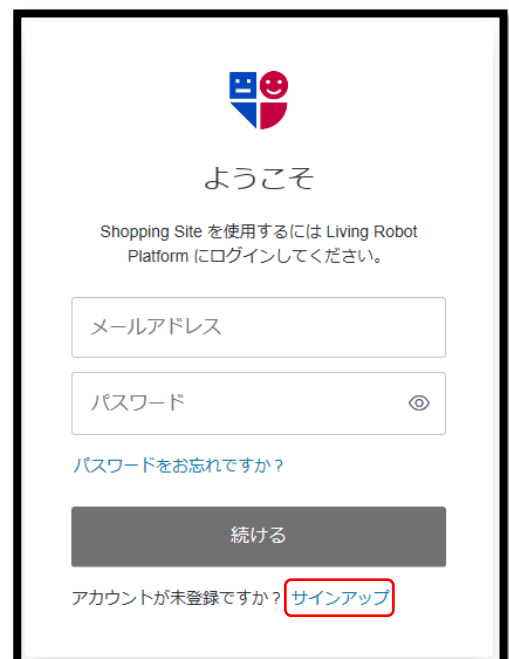 ようこそ
Shopping Site を使用するには Living Robot
Platform にログインしてください。
メールアドレス
パスワード
パスワードをお忘れですか？
続ける
アカウントが未登録ですか？ サインアップ